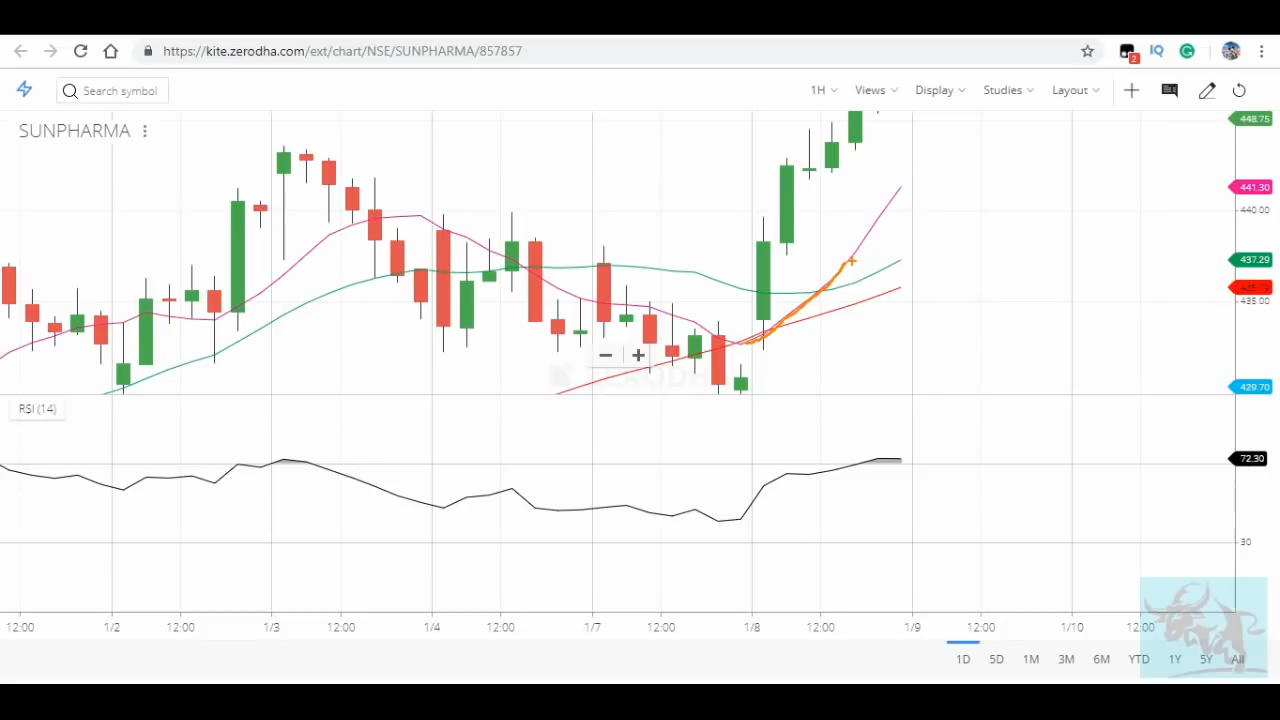 https://kite.zerodha.com/ext/chart/NSE/SUNPHARMA/857857
2
IQ
Search symbol
1H Views Display Studies Layout
SUNPHARMA
448.75
441.30
440.00
437.29
435.00
429.70
RSI (14)
72.30
30
12:00 1/2 12:00 1/3 12:00 1/4 12:00 1/7 12:00 1/8 12:00 1/9 12:00 1/10 12:00
1D 5D 1M 3M 6M YTD 1Y 5Y All